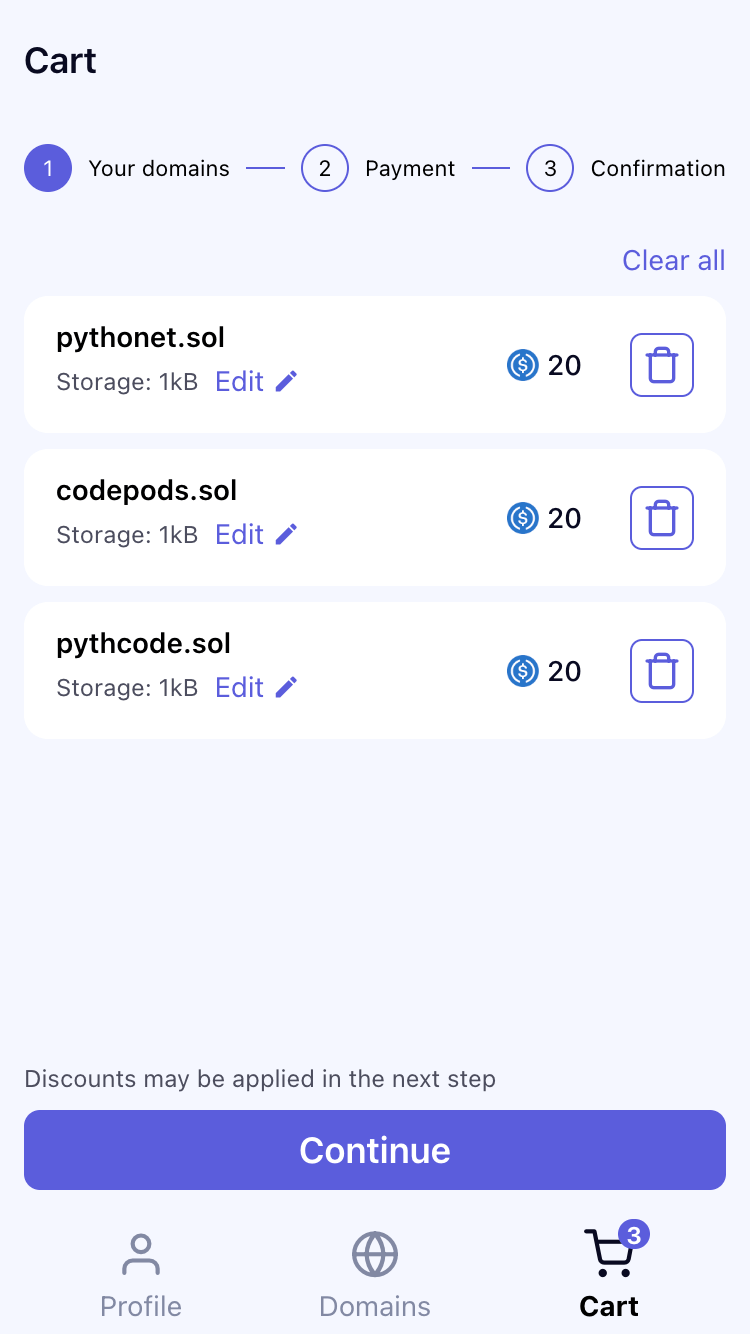 Cart
1 Your domains 2 Payment 3 Confirmation
Clear all
pythonet.sol
Storage: 1kB Edit
20
codepods.sol
Storage: 1kB Edit
20
pythcode.sol
Storage: 1kB Edit
20
Discounts may be applied in the next step
Continue
3
Profile Domains Cart